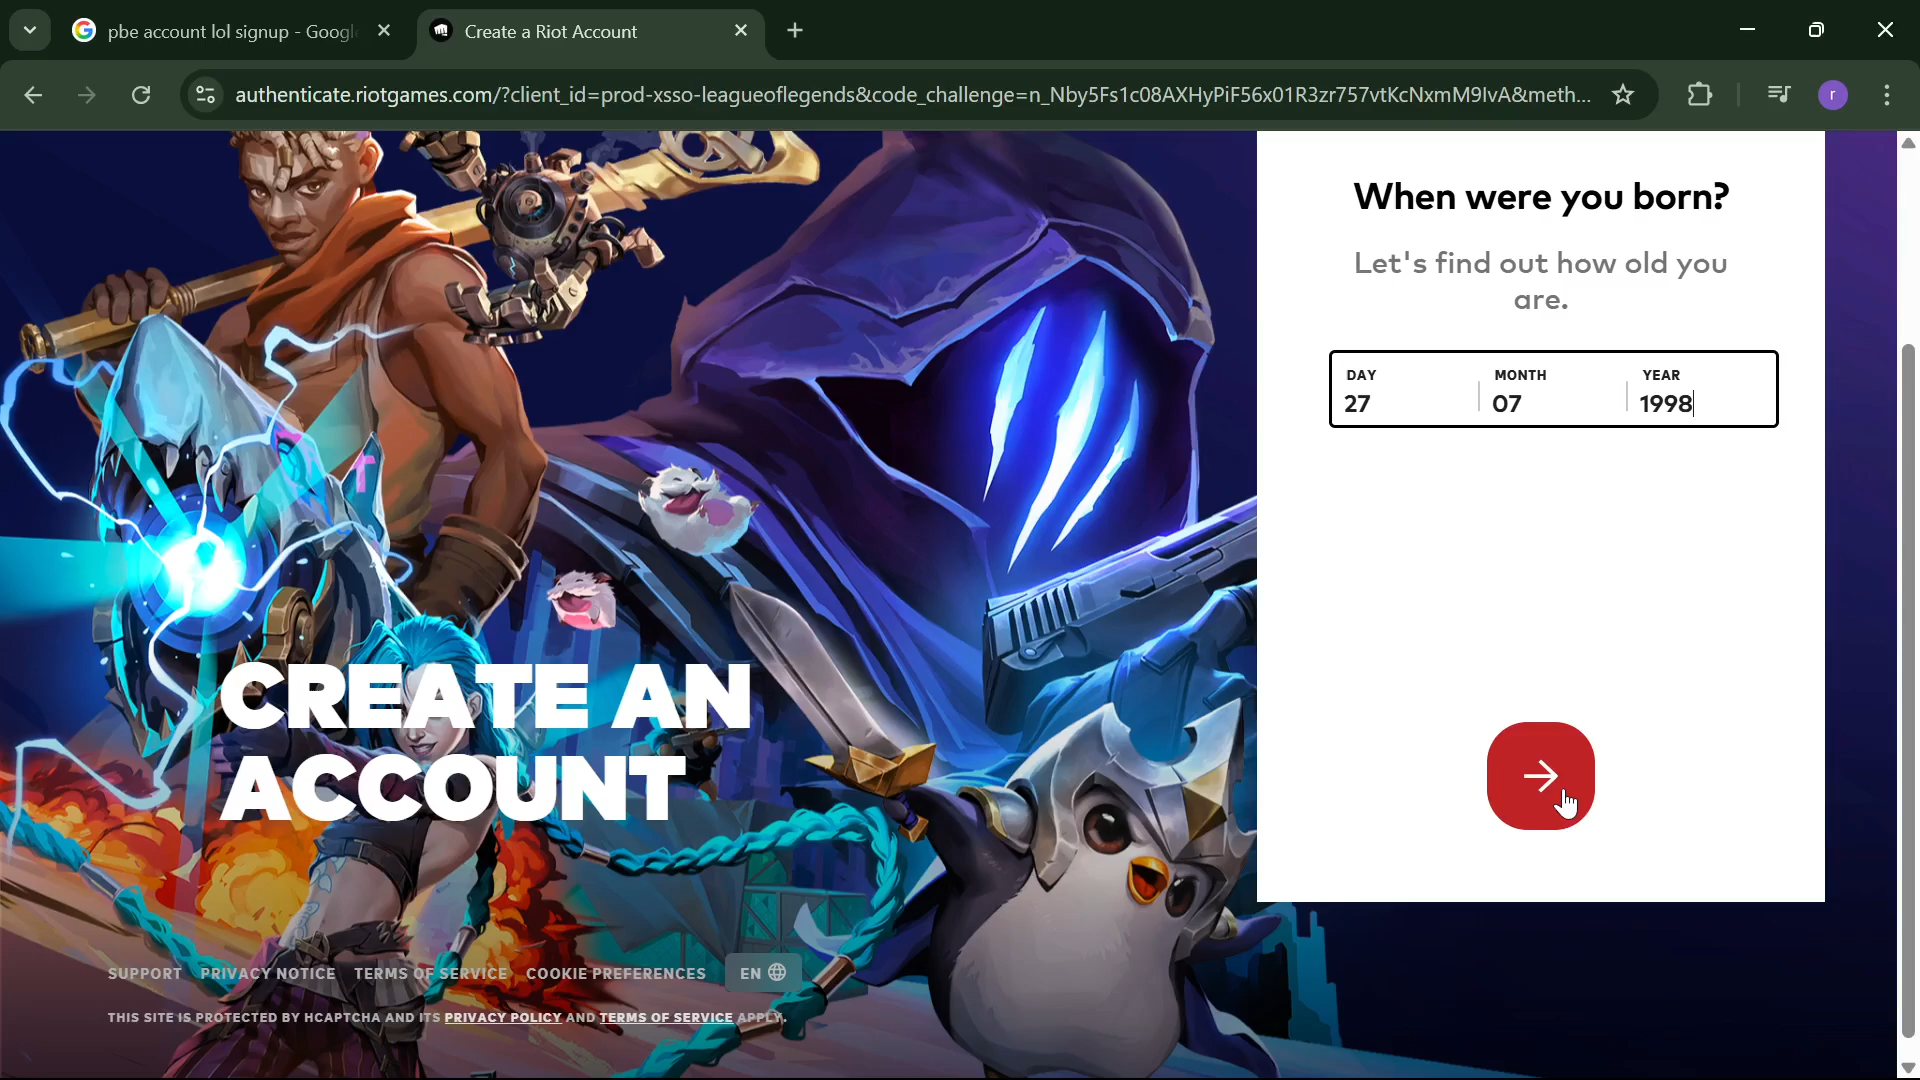 pbe account lol signup - Googl
Create a Riot Account
authenticate.riotgames.com/?client_id=prod-xsso-leagueoflegends&code_challenge=n_Nby5Fs1c08AXHyPiF56x01R3zr757vtKcNxmM9IvA&meth...
r
When were you born?
Let's find out how old you
are.
DAY MONTH YEAR
27 07 1998
CREATE AN
ACCOUNT
SUPPORT PRIVACY NOTICE TERMS OF SERVICE COOKIE PREFERENCES EN
THIS SITE IS PROTECTED BY HCAPTCHA AND ITS PRIVACY POLICY AND TERMS OF SERVICE APPLY.